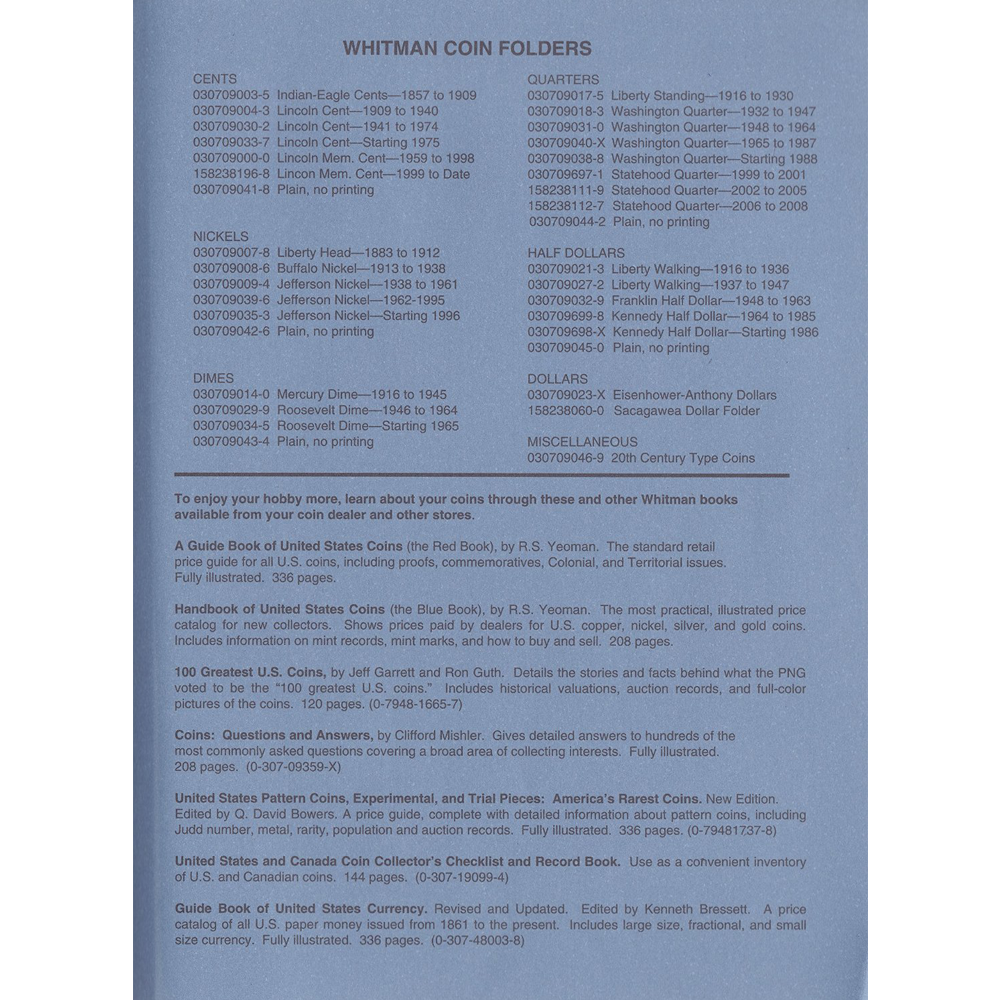 WHITMAN COIN FOLDERS
CENTS
030709003-5 Indian-Eagle Cents—1857 to 1909
030709004-3 Lincoln Cent—1909 to 1940
030709030-2 Lincoln Cent—1941 to 1974
030709033-7 Lincoln Cent—Starting 1975
030709000-0 Lincoln Mem. Cent—1959 to 1998
158238196-8 Lincon Mem. Cent—1999 to Date
030709041-8 Plain, no printing
NICKELS
030709007-8 Liberty Head—1883 to 1912
030709008-6 Buffalo Nickel—1913 to 1938
030709009-4 Jefferson Nickel—1938 to 1961
030709039-6 Jefferson Nickel—1962-1995
030709035-3 Jefferson Nickel—Starting 1996
030709042-6 Plain, no printing
DIMES
030709014-0 Mercury Dime—1916 to 1945
030709029-9 Roosevelt Dime—1946 to 1964
030709034-5 Roosevelt Dime—Starting 1965
030709043-4 Plain, no printing
QUARTERS
030709017-5 Liberty Standing—1916 to 1930
030709018-3 Washington Quarter—1932 to 1947
030709031-0 Washington Quarter—1948 to 1964
030709040-X Washington Quarter—1965 to 1987
030709038-8 Washington Quarter—Starting 1988
030709697-1 Statehood Quarter—1999 to 2001
158238111-9 Statehood Quarter—2002 to 2005
158238112-7 Statehood Quarter—2006 to 2008
030709044-2 Plain, no printing
HALF DOLLARS
030709021-3 Liberty Walking—1916 to 1936
030709027-2 Liberty Walking—1937 to 1947
030709032-9 Franklin Half Dollar—1948 to 1963
030709699-8 Kennedy Half Dollar—1964 to 1985
030709698-X Kennedy Half Dollar—Starting 1986
030709045-0 Plain, no printing
DOLLARS
030709023-X Eisenhower-Anthony Dollars
158238060-0 Sacagawea Dollar Folder
MISCELLANEOUS
030709046-9 20th Century Type Coins
To enjoy your hobby more, learn about your coins through these and other Whitman books
available from your coin dealer and other stores.
A Guide Book of United States Coins (the Red Book), by R.S. Yeoman. The standard retail
price guide for all U.S. coins, including proofs, commemoratives, Colonial, and Territorial issues.
Fully illustrated. 336 pages.
Handbook of United States Coins (the Blue Book), by R.S. Yeoman. The most practical, illustrated price
catalog for new collectors. Shows prices paid by dealers for U.S. copper, nickel, silver, and gold coins.
Includes information on mint records, mint marks, and how to buy and sell. 208 pages.
100 Greatest U.S. Coins, by Jeff Garrett and Ron Guth. Details the stories and facts behind what the PNG
voted to be the "100 greatest U.S. coins." Includes historical valuations, auction records, and full-color
pictures of the coins. 120 pages. (0-7948-1665-7)
Coins: Questions and Answers, by Clifford Mishler. Gives detailed answers to hundreds of the
most commonly asked questions covering a broad area of collecting interests. Fully illustrated.
208 pages. (0-307-09359-X)
United States Pattern Coins, Experimental, and Trial Pieces: America's Rarest Coins. New Edition.
Edited by Q. David Bowers. A price guide, complete with detailed information about pattern coins, including
Judd number, metal, rarity, population and auction records. Fully illustrated. 336 pages. (0-79481737-8)
United States and Canada Coin Collector's Checklist and Record Book. Use as a convenient inventory
of U.S. and Canadian coins. 144 pages. (0-307-19099-4)
Guide Book of United States Currency. Revised and Updated. Edited by Kenneth Bressett. A price
catalog of all U.S. paper money issued from 1861 to the present. Includes large size, fractional, and small
size currency. Fully illustrated. 336 pages. (0-307-48003-8)